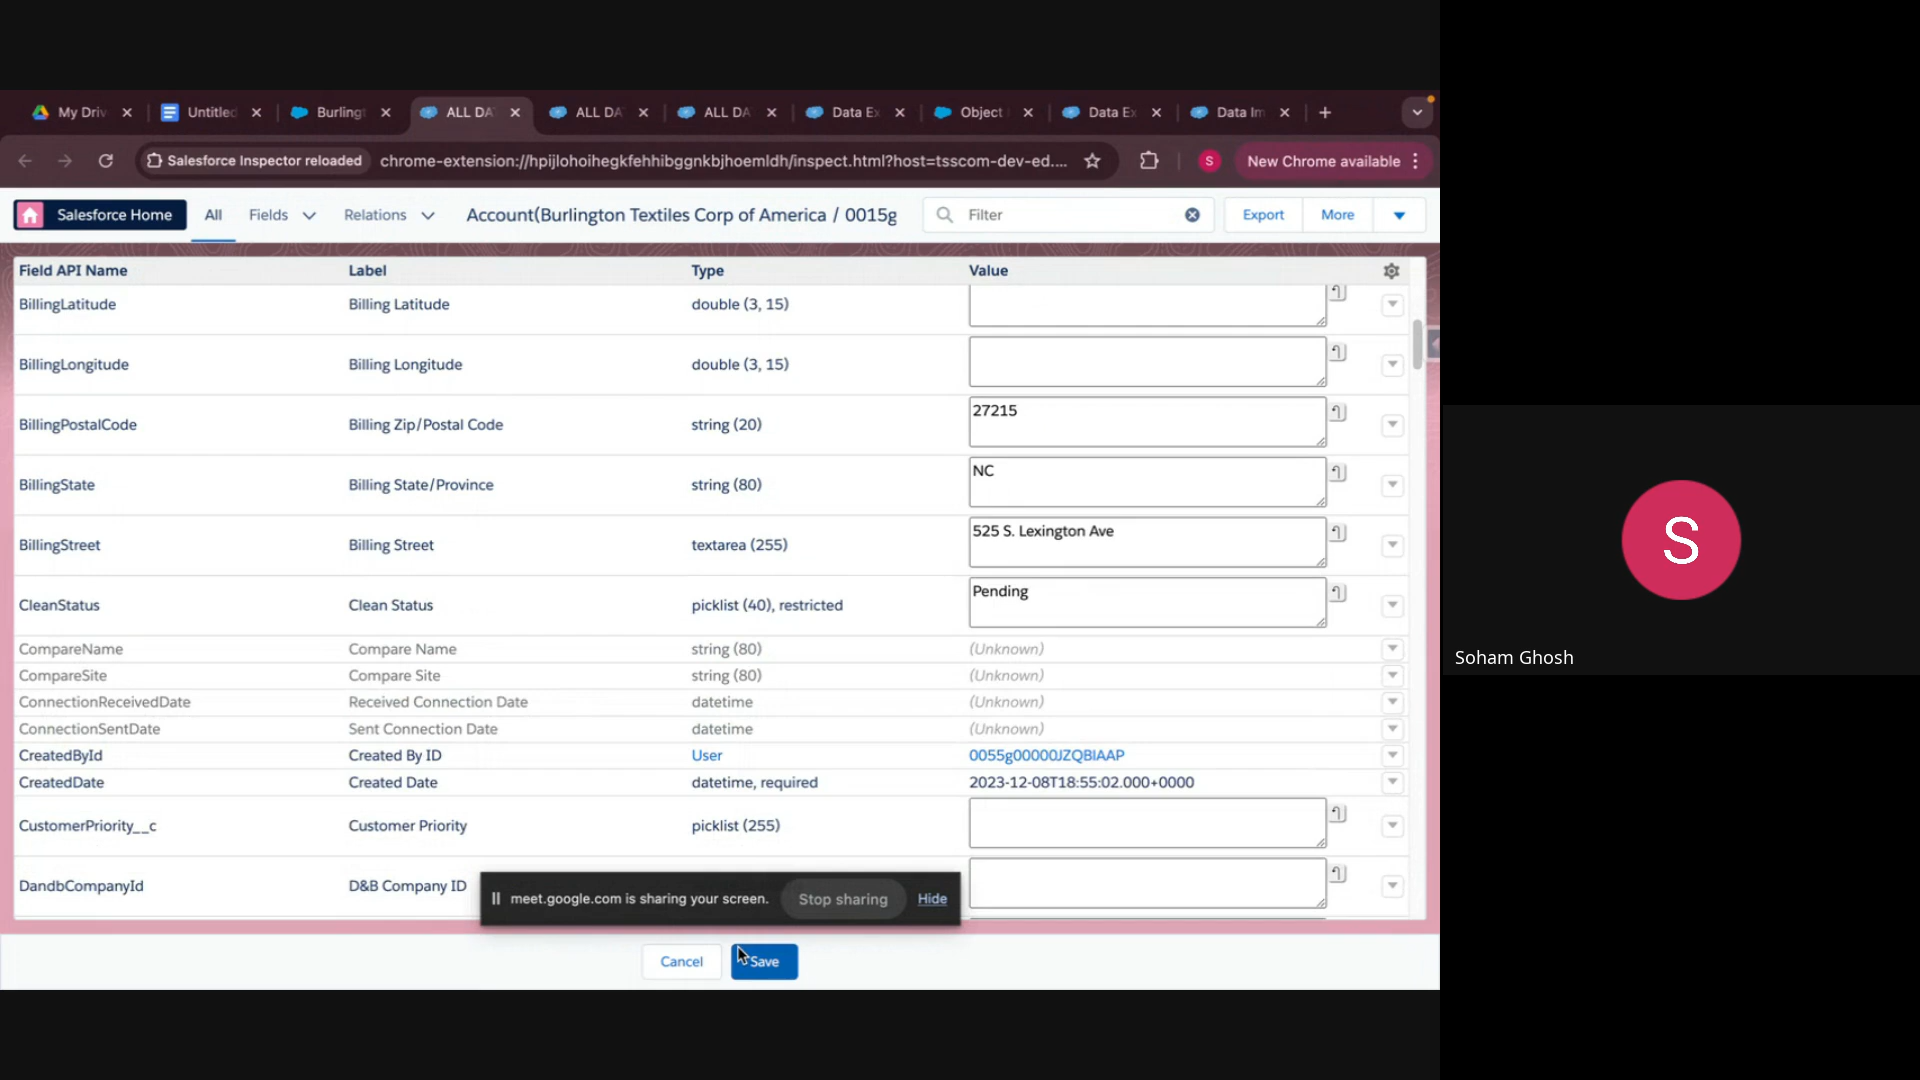 My Driv
Untitled
Burlingt
ALL DA
ALL DA
ALL DA
Data Ex
Object
Data Ex
Data Im
Salesforce Inspector reloaded
chrome-extension://hpijlohoihegkfehhibggnkbjhoemldh/inspect.html?host=tsscom-dev-ed....
S
New Chrome available
Salesforce Home
All
Fields
Relations
Account(Burlington Textiles Corp of America / 0015g
Filter
Export
More
Field API Name Label Type Value
BillingLatitude Billing Latitude double (3, 15)
BillingLongitude Billing Longitude double (3, 15)
BillingPostalCode Billing Zip/Postal Code string (20) 27215
BillingState Billing State/Province string (80) NC
BillingStreet Billing Street textarea (255) 525 S. Lexington Ave
CleanStatus Clean Status picklist (40), restricted Pending
CompareName Compare Name string (80) (Unknown)
CompareSite Compare Site string (80) (Unknown)
ConnectionReceivedDate Received Connection Date datetime (Unknown)
ConnectionSentDate Sent Connection Date datetime (Unknown)
CreatedById Created By ID User 0055g00000JZQBIAAP
CreatedDate Created Date datetime, required 2023-12-08T18:55:02.000+0000
CustomerPriority__c Customer Priority picklist (255)
DandbCompanyId D&B Company ID
meet.google.com is sharing your screen. Stop sharing Hide
Cancel Save
S
Soham Ghosh